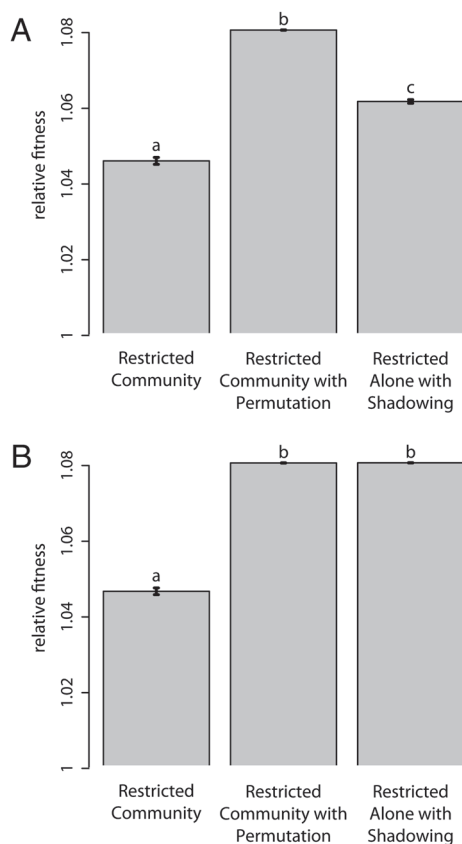 A
relative fitness
1.08
1.06
1.04
1.02
1
a
b
c
Restricted
Community
Restricted
Community with
Permutation
Restricted
Alone with
Shadowing
B
relative fitness
1.08
1.06
1.04
1.02
1
a
b
b
Restricted
Community
Restricted
Community with
Permutation
Restricted
Alone with
Shadowing